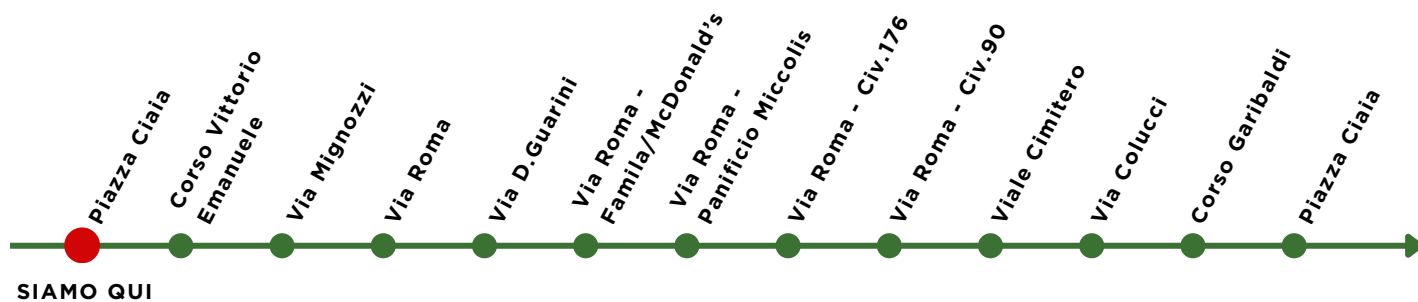 Piazza Ciaia
Corso Vittorio
Emanuele
Via Mignozzi
Via Roma
Via D.Guarini
Via Roma -
Famila/McDonald's
Via Roma -
Panificio Miccolis
Via Roma - Civ.176
Via Roma - Civ.90
Viale Cimitero
Via Colucci
Corso Garibaldi
Piazza Ciaia
SIAMO QUI